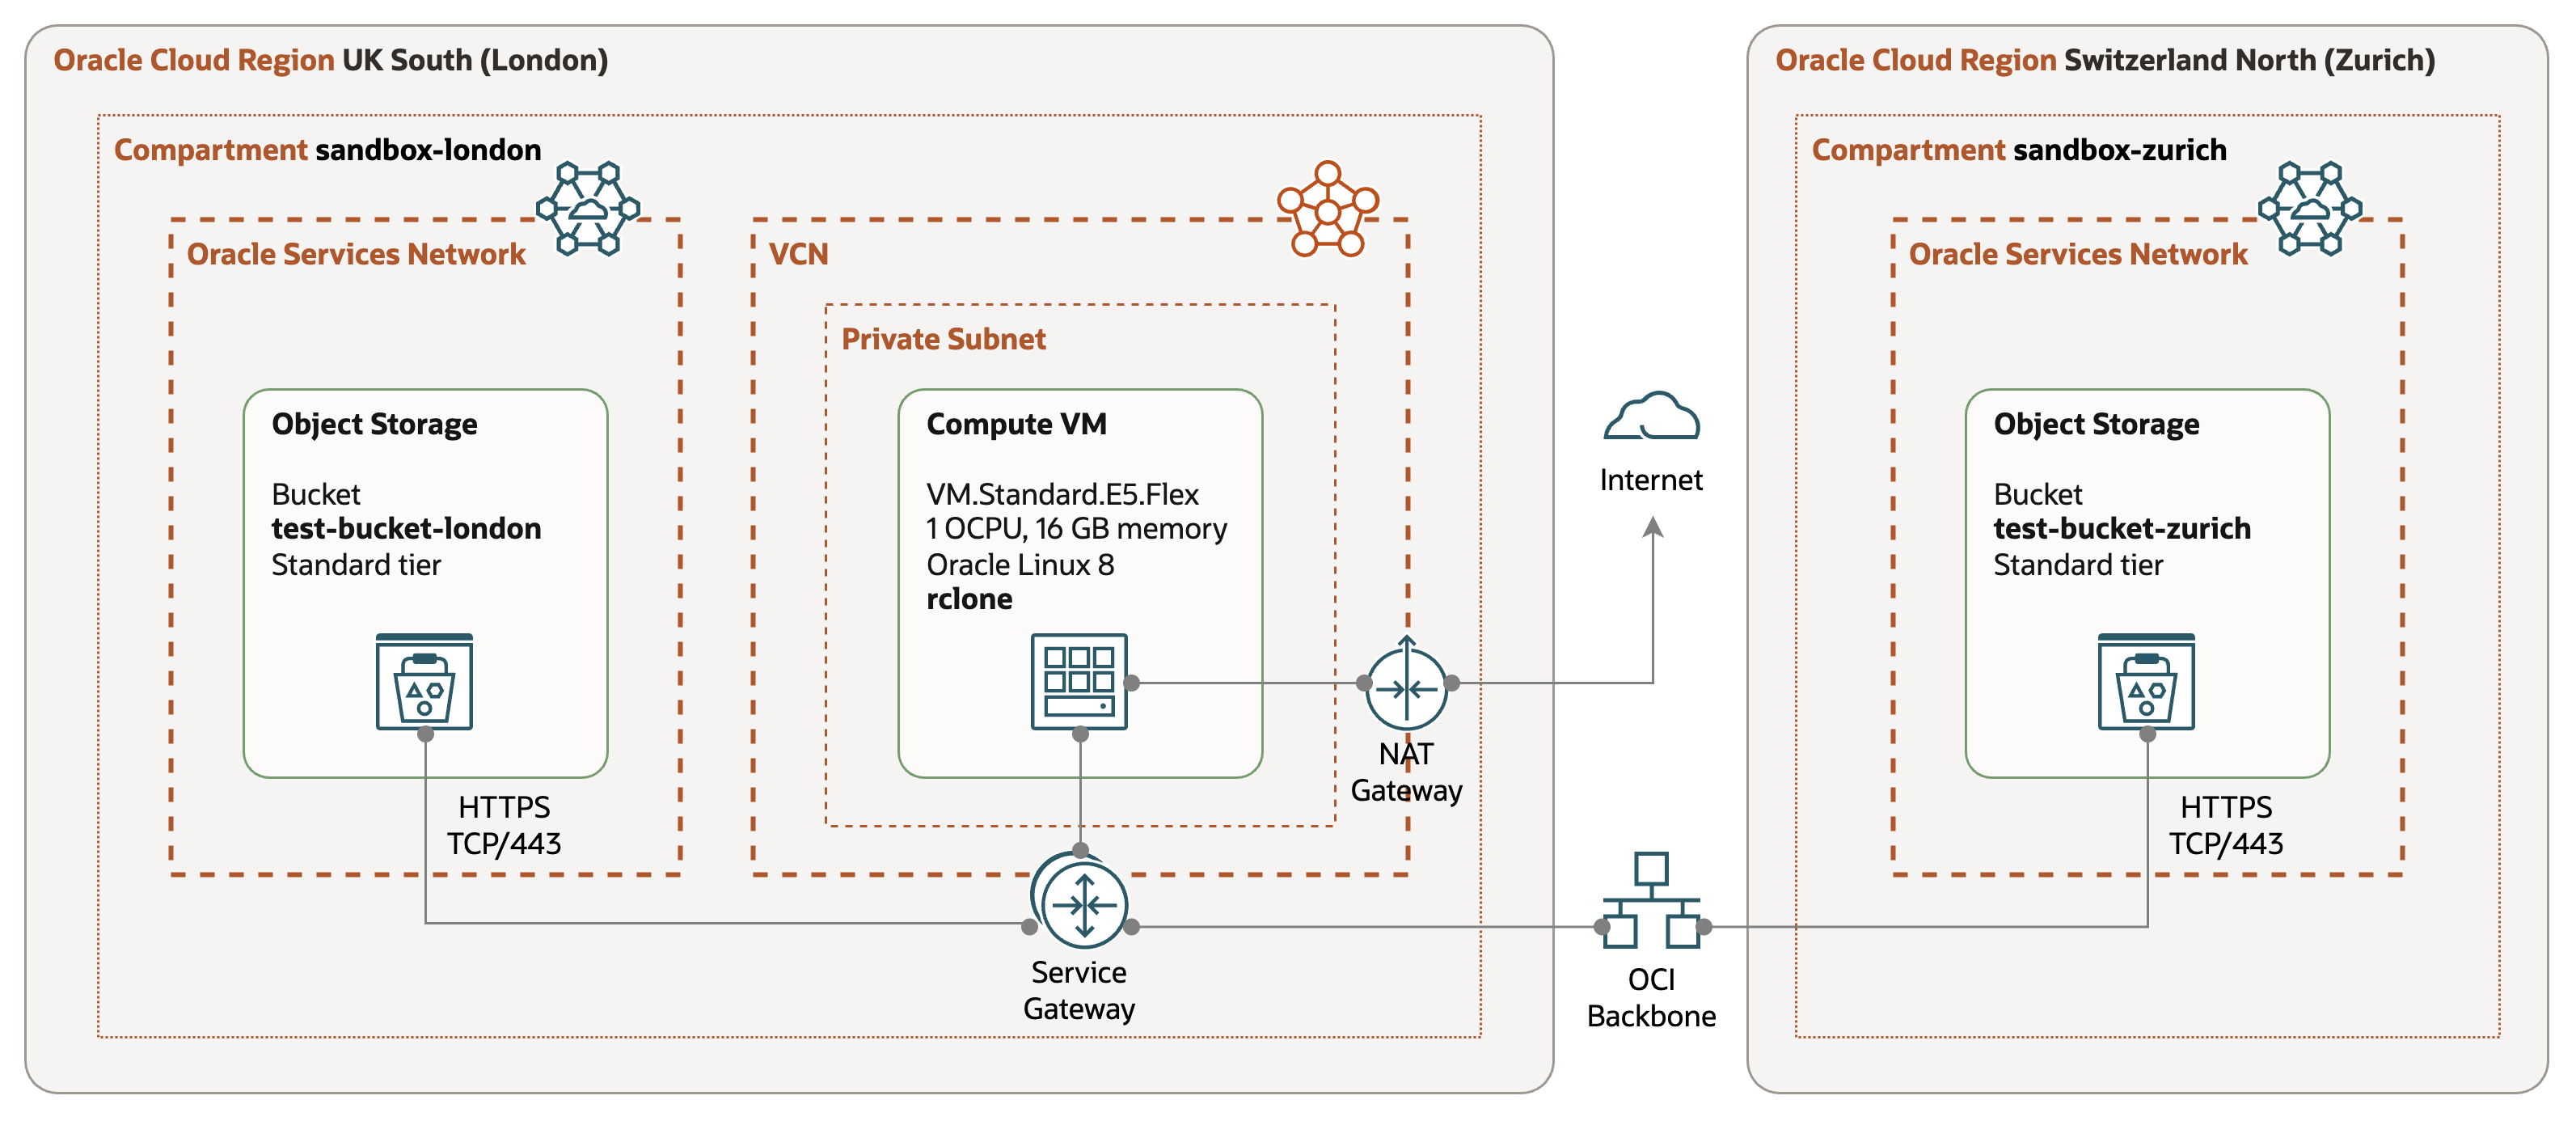 Oracle Cloud Region UK South (London)
Compartment sandbox-london
Oracle Services Network
Object Storage
Bucket
test-bucket-london
Standard tier
HTTPS
TCP/443
VCN
Private Subnet
Compute VM
VM.Standard.E5.Flex
1 OCPU, 16 GB memory
Oracle Linux 8
rclone
NAT
Gateway
Service
Gateway
Internet
OCI
Backbone
Oracle Cloud Region Switzerland North (Zurich)
Compartment sandbox-zurich
Oracle Services Network
Object Storage
Bucket
test-bucket-zurich
Standard tier
HTTPS
TCP/443